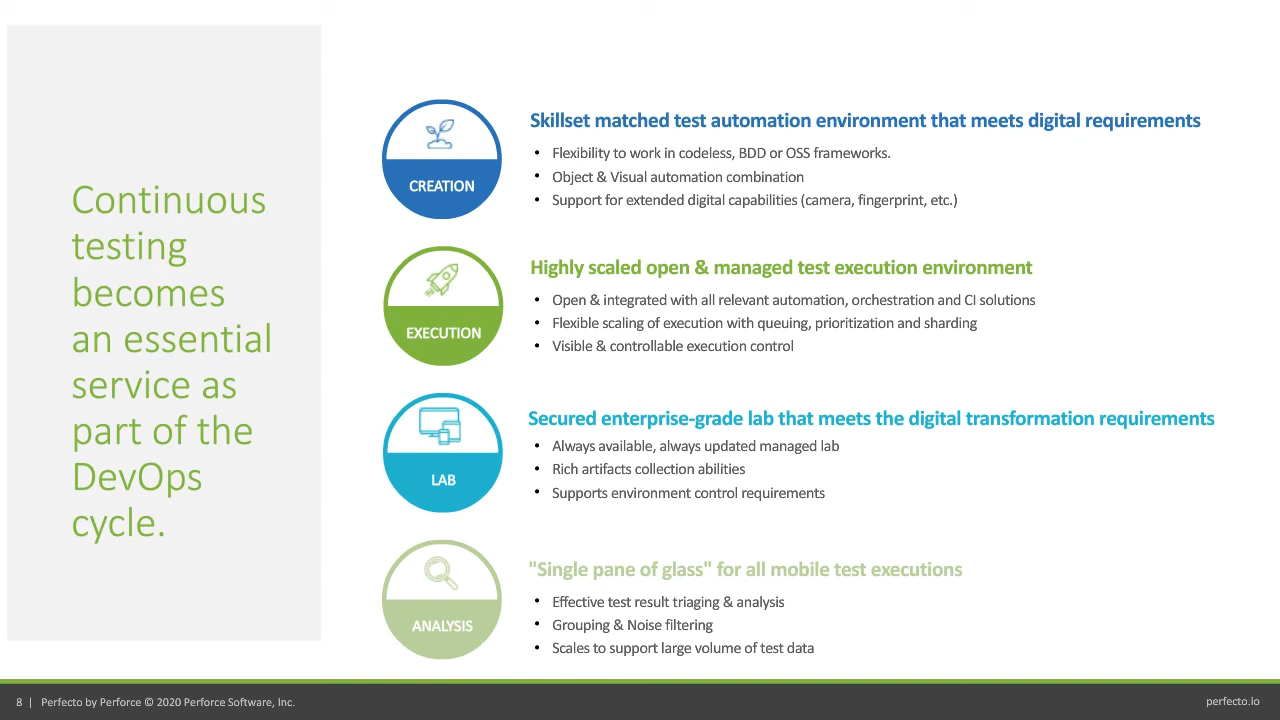 Continuous
testing
becomes
an essential
service as
part of the
DevOps
cycle.
CREATION
Skillset matched test automation environment that meets digital requirements
• Flexibility to work in codeless, BDD or OSS frameworks.
• Object & Visual automation combination
• Support for extended digital capabilities (camera, fingerprint, etc.)
EXECUTION
Highly scaled open & managed test execution environment
• Open & integrated with all relevant automation, orchestration and CI solutions
• Flexible scaling of execution with queuing, prioritization and sharding
• Visible & controllable execution control
LAB
Secured enterprise-grade lab that meets the digital transformation requirements
• Always available, always updated managed lab
• Rich artifacts collection abilities
• Supports environment control requirements
ANALYSIS
"Single pane of glass" for all mobile test executions
• Effective test result triaging & analysis
• Grouping & Noise filtering
• Scales to support large volume of test data
8 | Perfecto by Perforce © 2020 Perforce Software, Inc.
perfecto.io